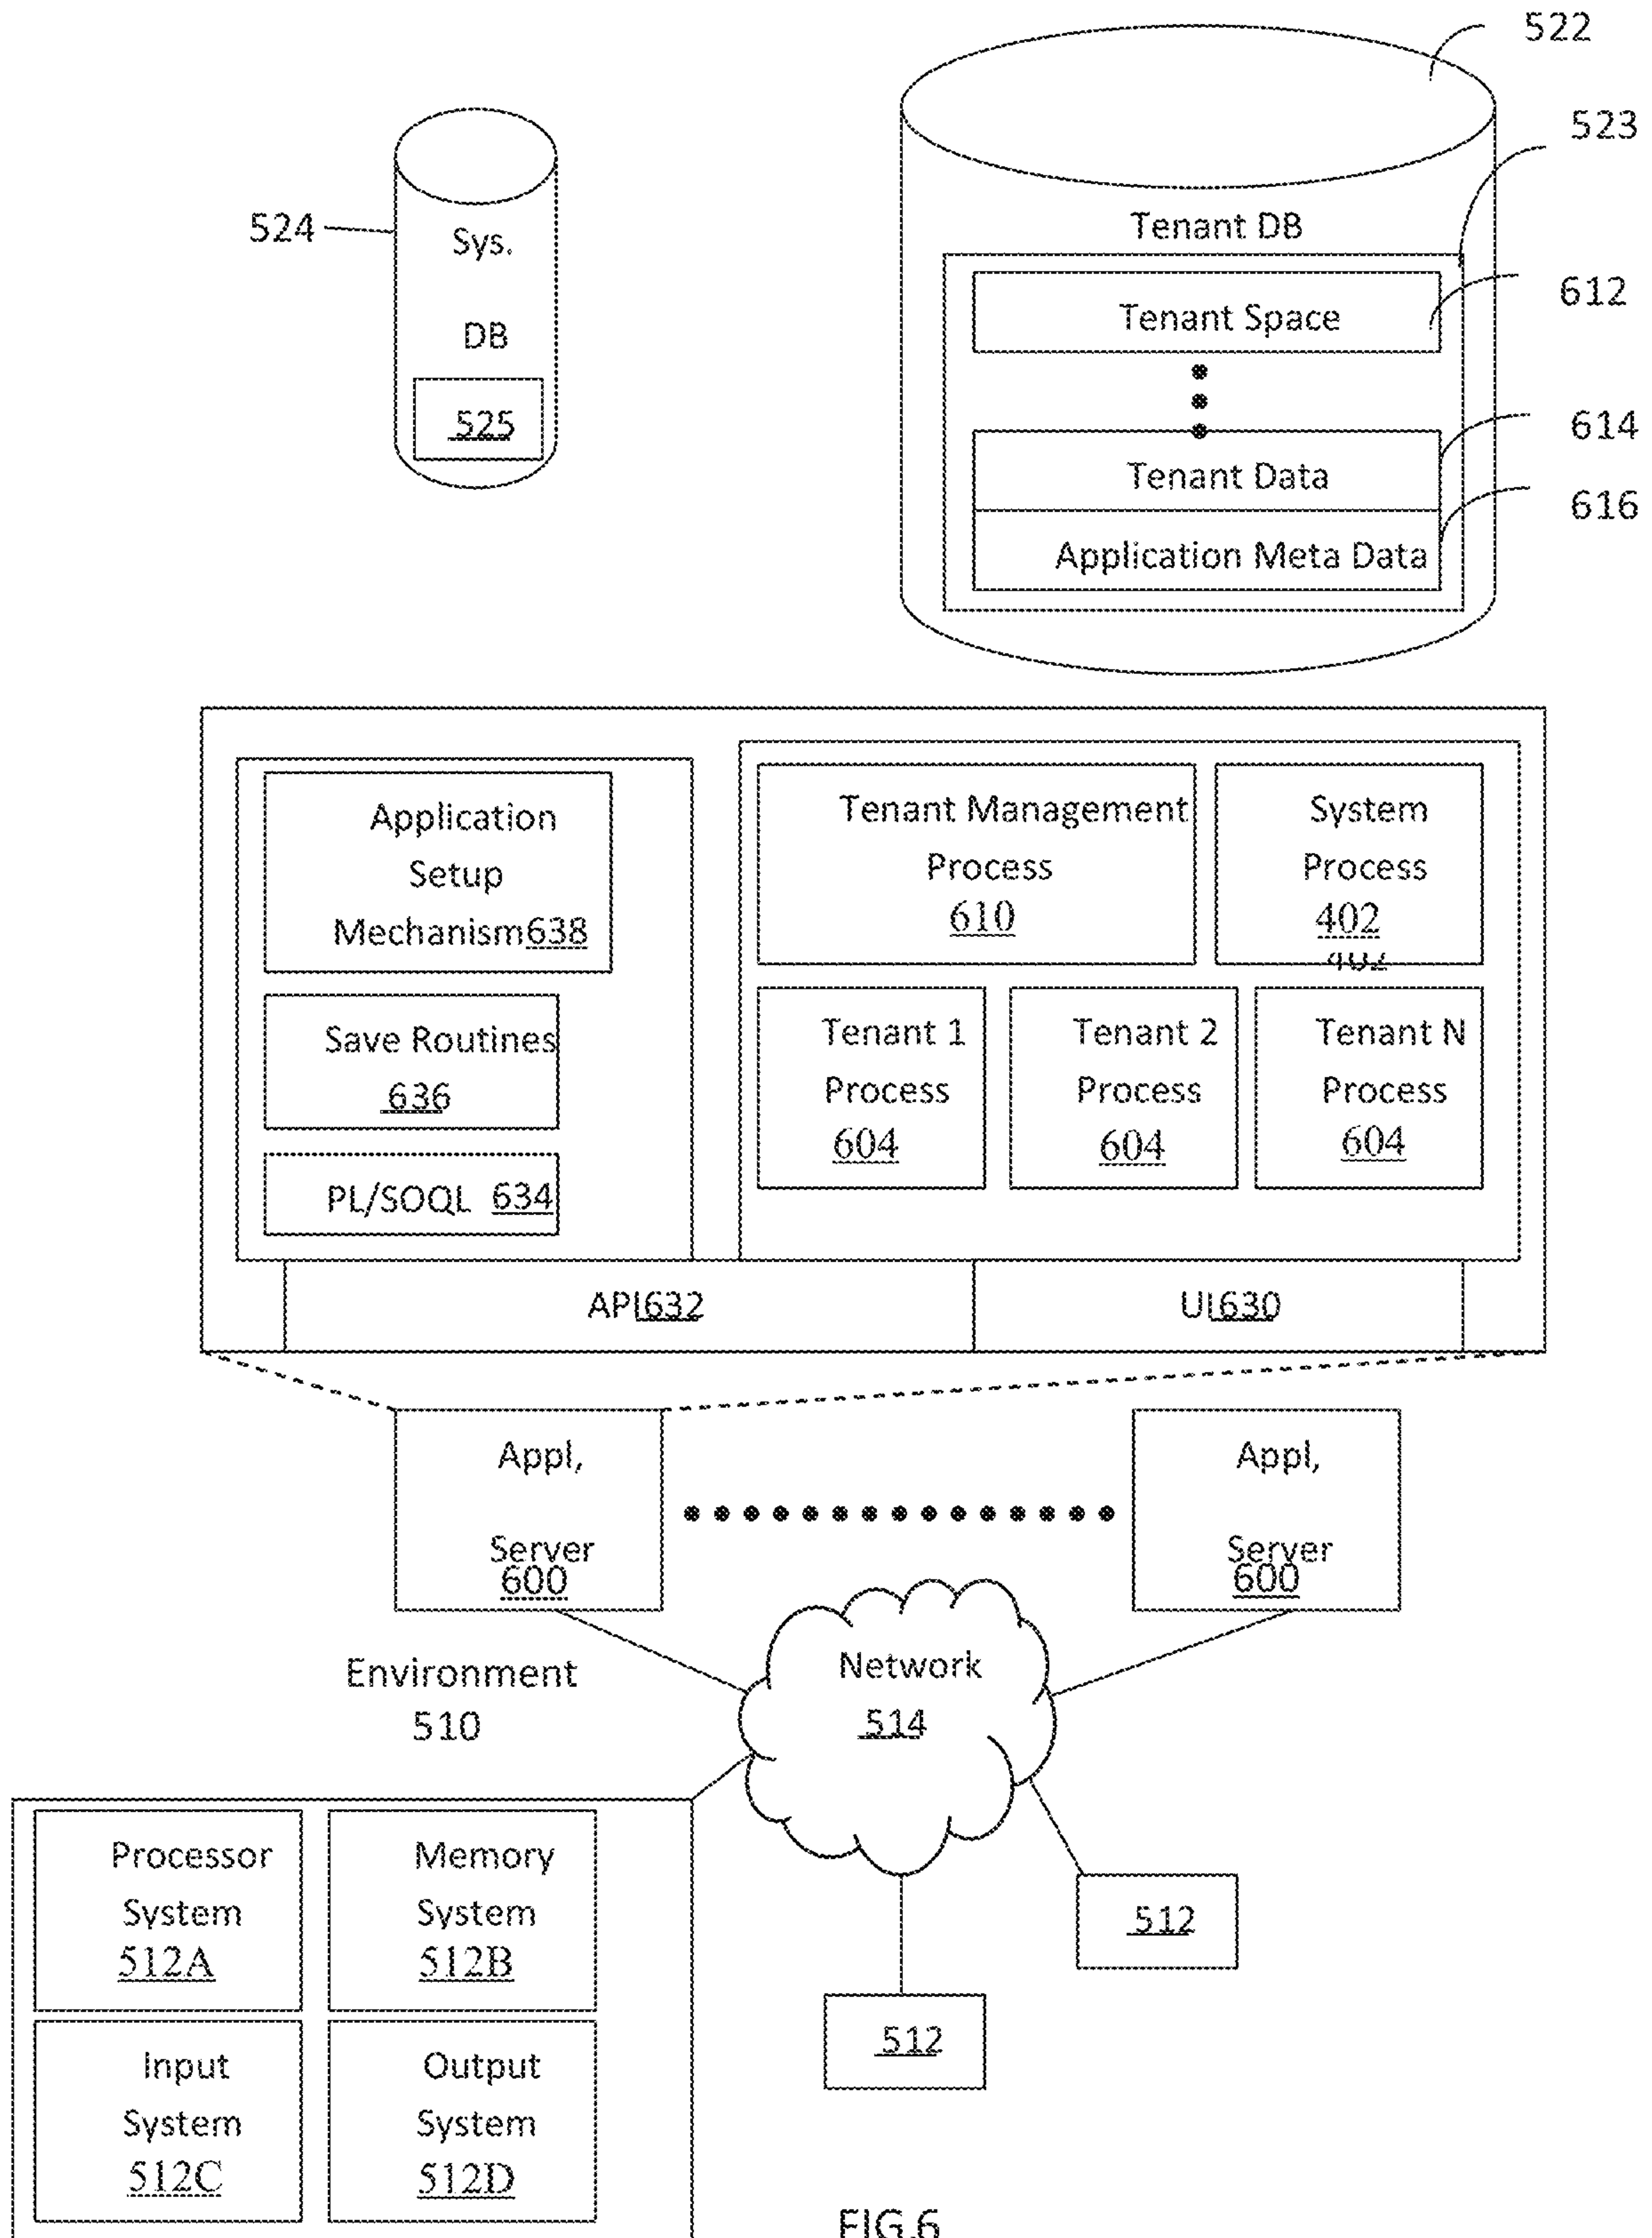 522
523
524
Sys.
DB
525
Tenant DB
Tenant Space
612
614
Tenant Data
616
Application Meta Data
Application
Setup
Mechanism638
Save Routines
636
PL/SOQL 634
Tenant Management
Process
610
System
Process
402
402
Tenant 1
Process
604
Tenant 2
Process
604
Tenant N
Process
604
API632
UI630
Appl,
Server
600
Appl,
Server
600
Environment
510
Network
514
Processor
System
512A
Memory
System
512B
Input
System
512C
Output
System
512D
512
512
FIG.6